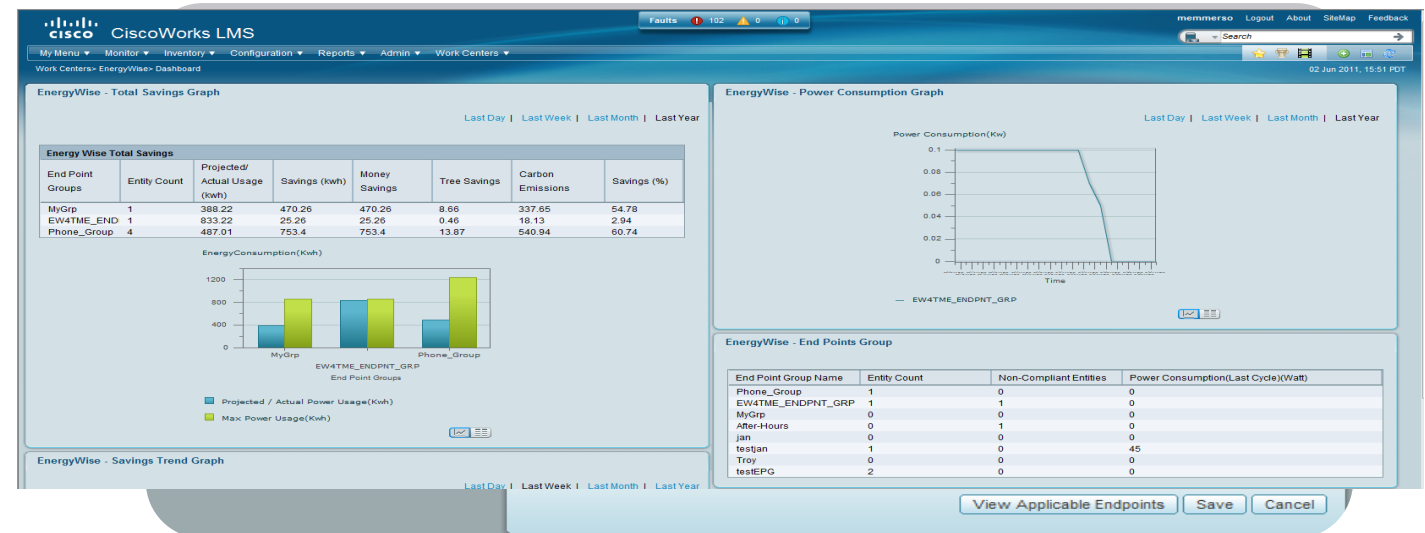 Faults 102 0 0
memmerso Logout About SiteMap Feedback
cisco CiscoWorks LMS
Search
My Menu Monitor Inventory Configuration Reports Admin Work Centers
Work Centers> EnergyWise> Dashboard
02 Jun 2011, 15:51 PDT
EnergyWise - Total Savings Graph
Last Day | Last Week | Last Month | Last Year
Energy Wise Total Savings
End Point Groups Entity Count Projected/ Actual Usage (kwh) Savings (kwh) Money Savings Tree Savings Carbon Emissions Savings (%)
MyGrp 1 388.22 470.26 470.26 8.66 337.65 54.78
EW4TME_END 1 833.22 25.26 25.26 0.46 18.13 2.94
Phone_Group 4 487.01 753.4 753.4 13.87 540.94 60.74
EnergyConsumption(Kwh)
1200
800
400
0
MyGrp Phone_Group
EW4TME_ENDPNT_GRP
End Point Groups
Projected / Actual Power Usage(Kwh)
Max Power Usage(Kwh)
EnergyWise - Savings Trend Graph
Last Day | Last Week | Last Month | Last Year
EnergyWise - Power Consumption Graph
Last Day | Last Week | Last Month | Last Year
Power Consumption(Kw)
0.1
0.08
0.06
0.04
0.02
0
Time
EW4TME_ENDPNT_GRP
EnergyWise - End Points Group
End Point Group Name Entity Count Non-Compliant Entities Power Consumption(Last Cycle)(Watt)
Phone_Group 1 0 0
EW4TME_ENDPNT_GRP 1 1 0
MyGrp 0 0 0
After-Hours 0 1 0
jan 0 0 0
testjan 1 0 45
Troy 0 0 0
testEPG 2 0 0
View Applicable Endpoints Save Cancel